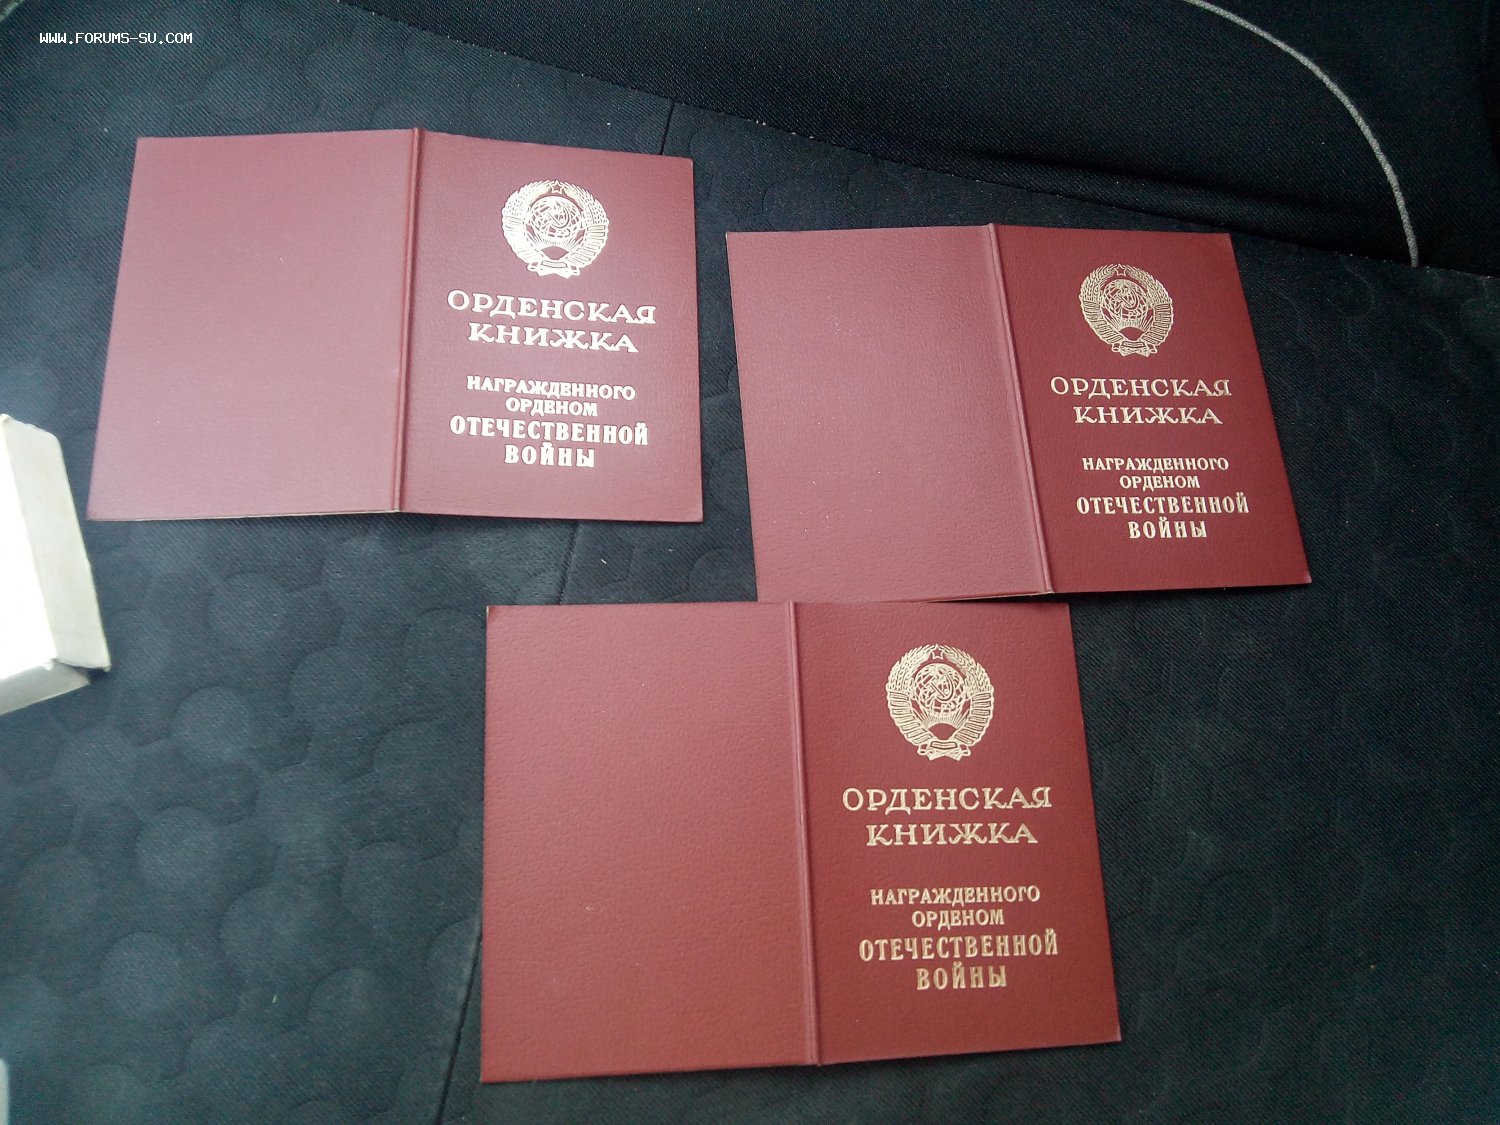 WWW.FORUMS-SU.COM
ОРДЕНСКАЯ
КНИЖКА
НАГРАЖДЕННОГО
ОРДЕНОМ
ОТЕЧЕСТВЕННОЙ
ВОЙНЫ
ОРДЕНСКАЯ
КНИЖКА
НАГРАЖДЕННОГО
ОРДЕНОМ
ОТЕЧЕСТВЕННОЙ
ВОЙНЫ
ОРДЕНСКАЯ
КНИЖКА
НАГРАЖДЕННОГО
ОРДЕНОМ
ОТЕЧЕСТВЕННОЙ
ВОЙНЫ